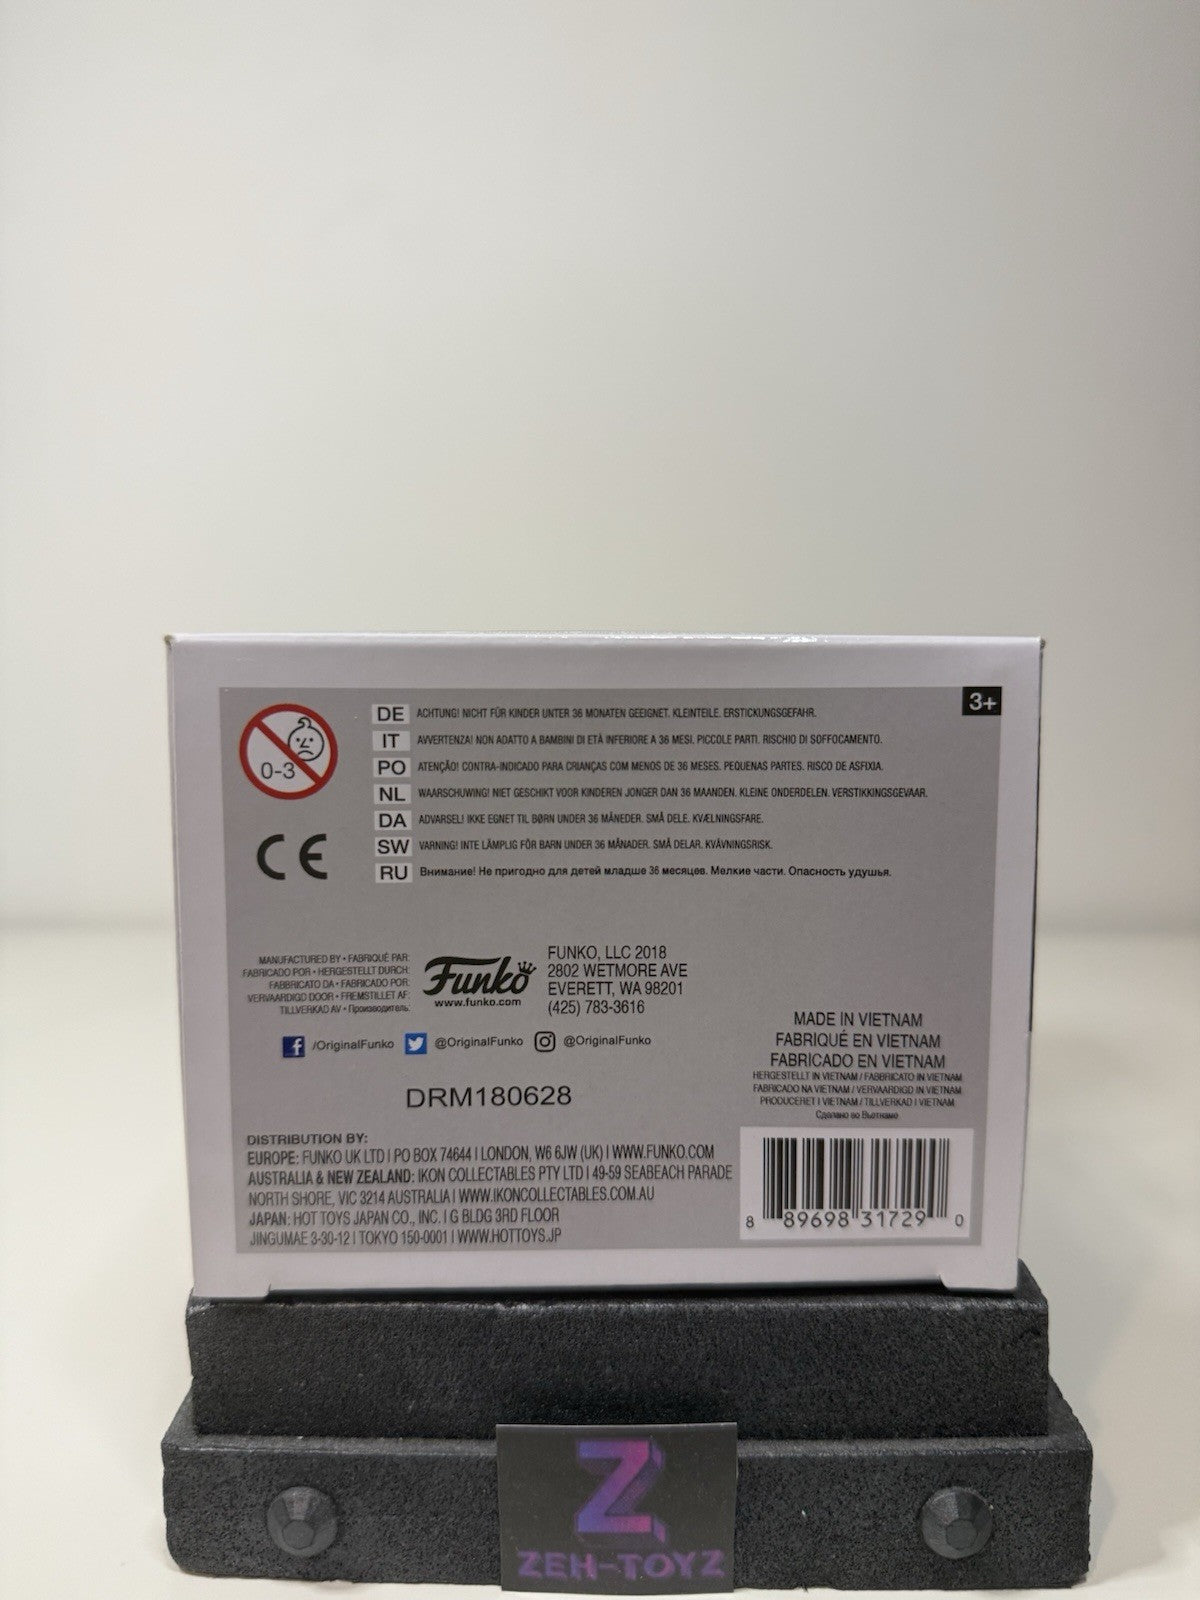 3+
0-3
CE
DE ACHTUNG! NICHT FÜR KINDER UNTER 36 MONATEN GEEIGNET. KLEINTEILE. ERSTICKUNGSGEFAHR.
IT AVVERTENZA! NON ADATTO A BAMBINI DI ETÀ INFERIORE A 36 MESI. PICCOLE PARTI. RISCHIO DI SOFFOCAMENTO.
PO ATENÇÃO! CONTRA-INDICADO PARA CRIANÇAS COM MENOS DE 36 MESES. PEQUENAS PARTES. RISCO DE ASFIXIA.
NL WAARSCHUWING! NIET GESCHIKT VOOR KINDEREN JONGER DAN 36 MAANDEN. KLEINE ONDERDELEN. VERSTIKKINGSGEVAAR.
DA ADVARSEL! IKKE EGNET TIL BØRN UNDER 36 MÅNEDER. SMÅ DELE. KVÆLNINGSFARE.
SW VARNING! INTE LÄMPLIG FÖR BARN UNDER 36 MÅNADER. SMÅ DELAR. KVÄVNINGSRISK.
RU Внимание! Не пригодно для детей младше 36 месяцев. Мелкие части. Опасность удушья.
MANUFACTURED BY • FABRIQUÉ PAR:
FABRICADO POR • HERGESTELLT DURCH:
FABBRICATO DA • FABRICADO POR:
VERVAARDIGD DOOR • FREMSTILLET AF:
TILLVERKAD AV • Производитель:
Funko
www.funko.com
FUNKO, LLC 2018
2802 WETMORE AVE
EVERETT, WA 98201
(425) 783-3616
/OriginalFunko @OriginalFunko @OriginalFunko
DRM180628
MADE IN VIETNAM
FABRIQUÉ EN VIETNAM
FABRICADO EN VIETNAM
HERGESTELLT IN VIETNAM / FABBRICATO IN VIETNAM
FABRICADO NA VIETNAM / VERVAARDIGD IN VIETNAM
PRODUCERET I VIETNAM / TILLVERKAD I VIETNAM
Сделано во Вьетнаме
DISTRIBUTION BY:
EUROPE: FUNKO UK LTD | PO BOX 74644 | LONDON, W6 6JW (UK) | WWW.FUNKO.COM
AUSTRALIA & NEW ZEALAND: IKON COLLECTABLES PTY LTD | 49-59 SEABEACH PARADE
NORTH SHORE, VIC 3214 AUSTRALIA | WWW.IKONCOLLECTABLES.COM.AU
JAPAN: HOT TOYS JAPAN CO., INC. | G BLDG 3RD FLOOR
JINGUMAE 3-30-12 | TOKYO 150-0001 | WWW.HOTTOYS.JP
8 89698 31729 0
Z
ZEH-TOYZ